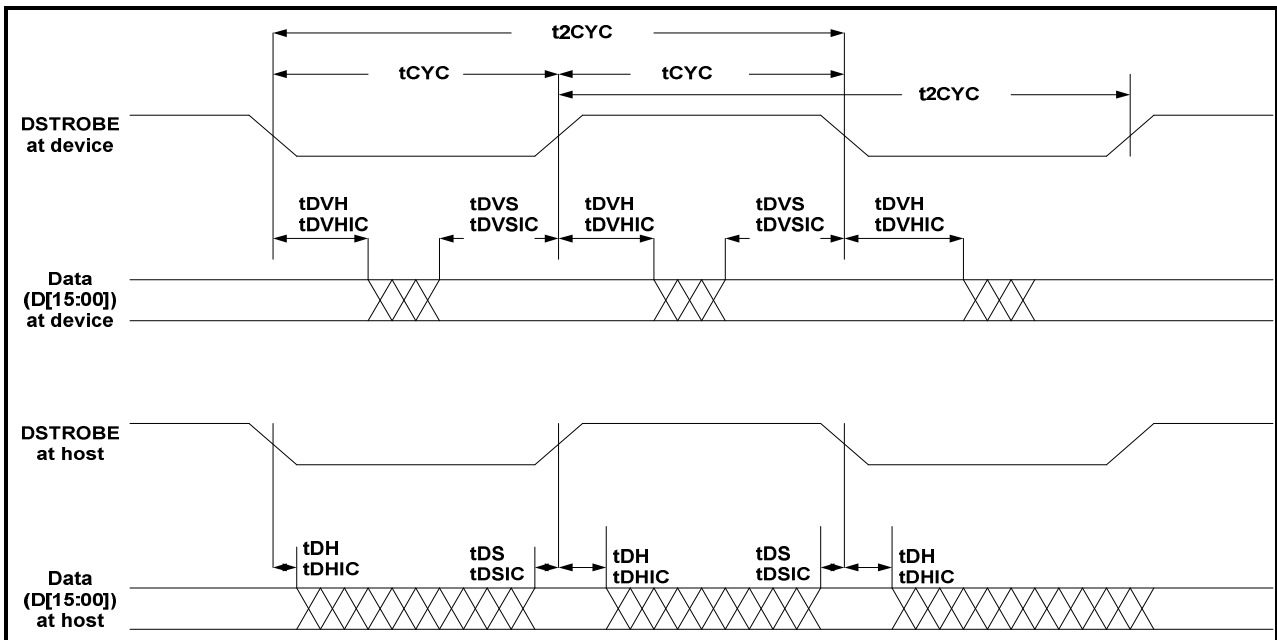 t2CYC
tCYC
tCYC
t2CYC
DSTROBE
at device
tDVH
tDVHIC
tDVS
tDVSIC
tDVH
tDVHIC
tDVS
tDVSIC
tDVH
tDVHIC
Data
(D[15:00])
at device
DSTROBE
at host
tDH
tDHIC
tDS
tDSIC
tDH
tDHIC
tDS
tDSIC
tDH
tDHIC
Data
(D[15:00])
at host